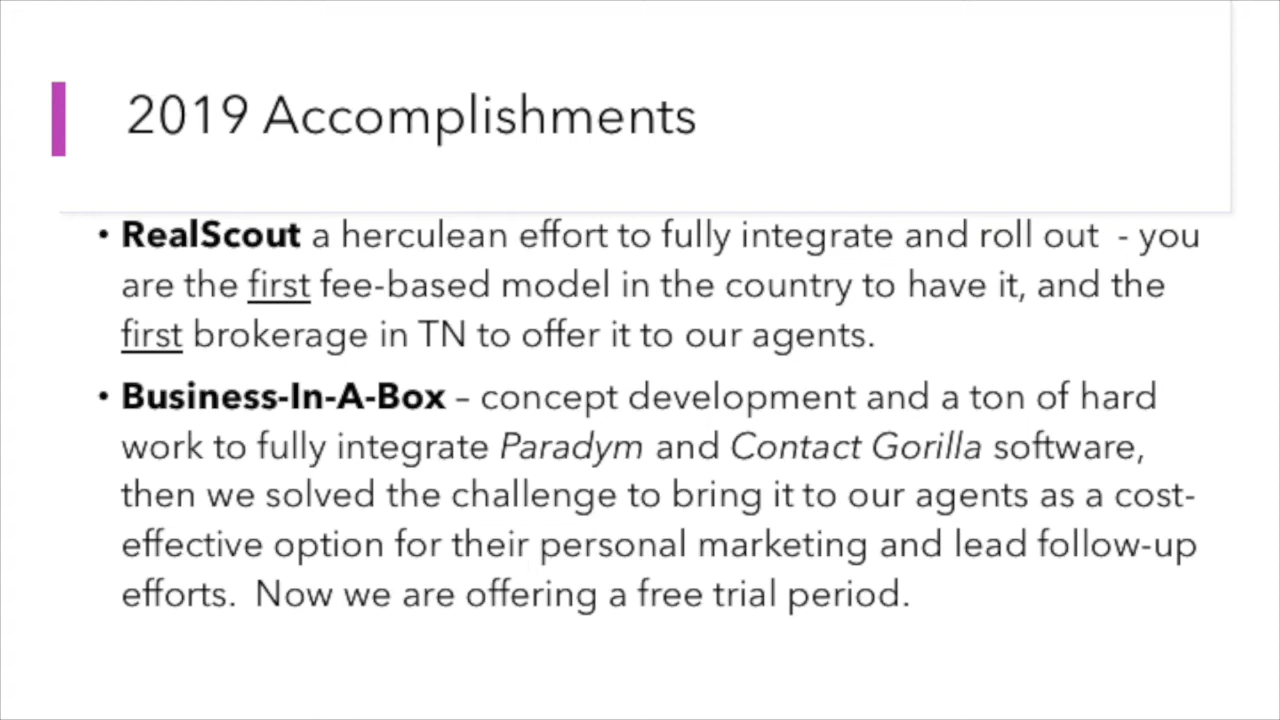 2019 Accomplishments
• RealScout a herculean effort to fully integrate and roll out  - you
are the first fee-based model in the country to have it, and the
first brokerage in TN to offer it to our agents.
• Business-In-A-Box – concept development and a ton of hard
work to fully integrate Paradym and Contact Gorilla software,
then we solved the challenge to bring it to our agents as a cost-
effective option for their personal marketing and lead follow-up
efforts.  Now we are offering a free trial period.